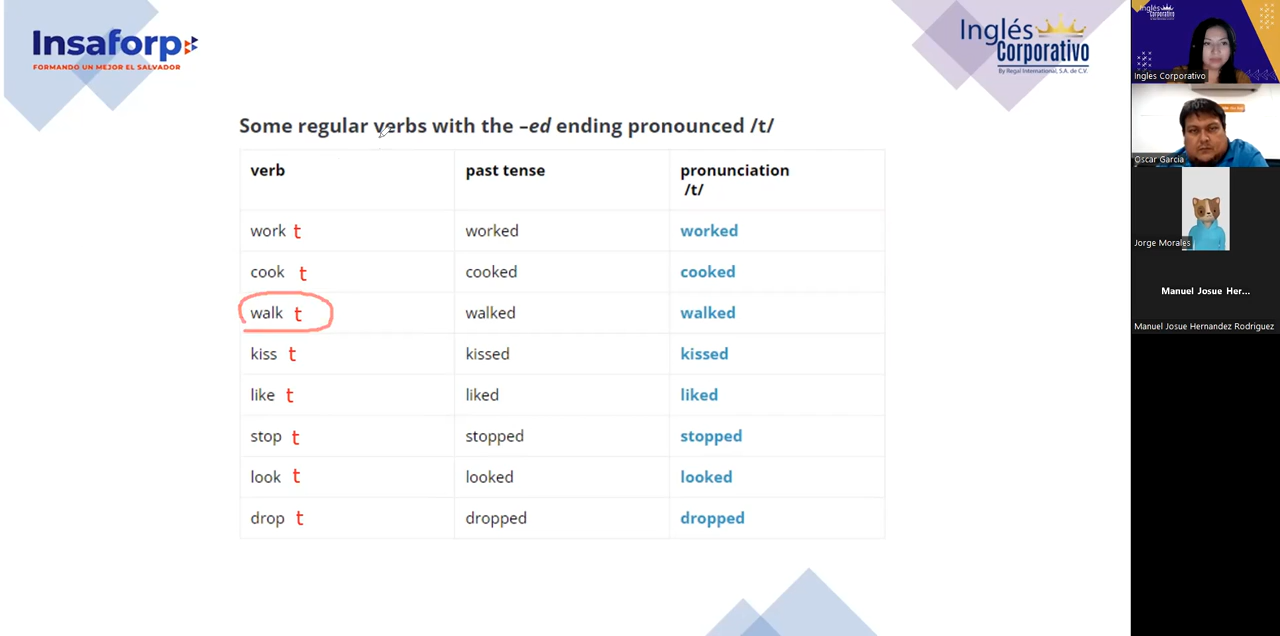 Insaforp
FORMANDO UN MEJOR EL SALVADOR
Inglés
Corporativo
By Regal International, S.A. de C.V.
Some regular verbs with the –ed ending pronounced /t/
verb past tense pronunciation
/t/
work t worked worked
cook t cooked cooked
walk t walked walked
kiss t kissed kissed
like t liked liked
stop t stopped stopped
look t looked looked
drop t dropped dropped
Inglés
Corporativo
Ingles Corporativo
Oscar Garcia
Jorge Morales
Manuel Josue Her...
Manuel Josue Hernandez Rodriguez